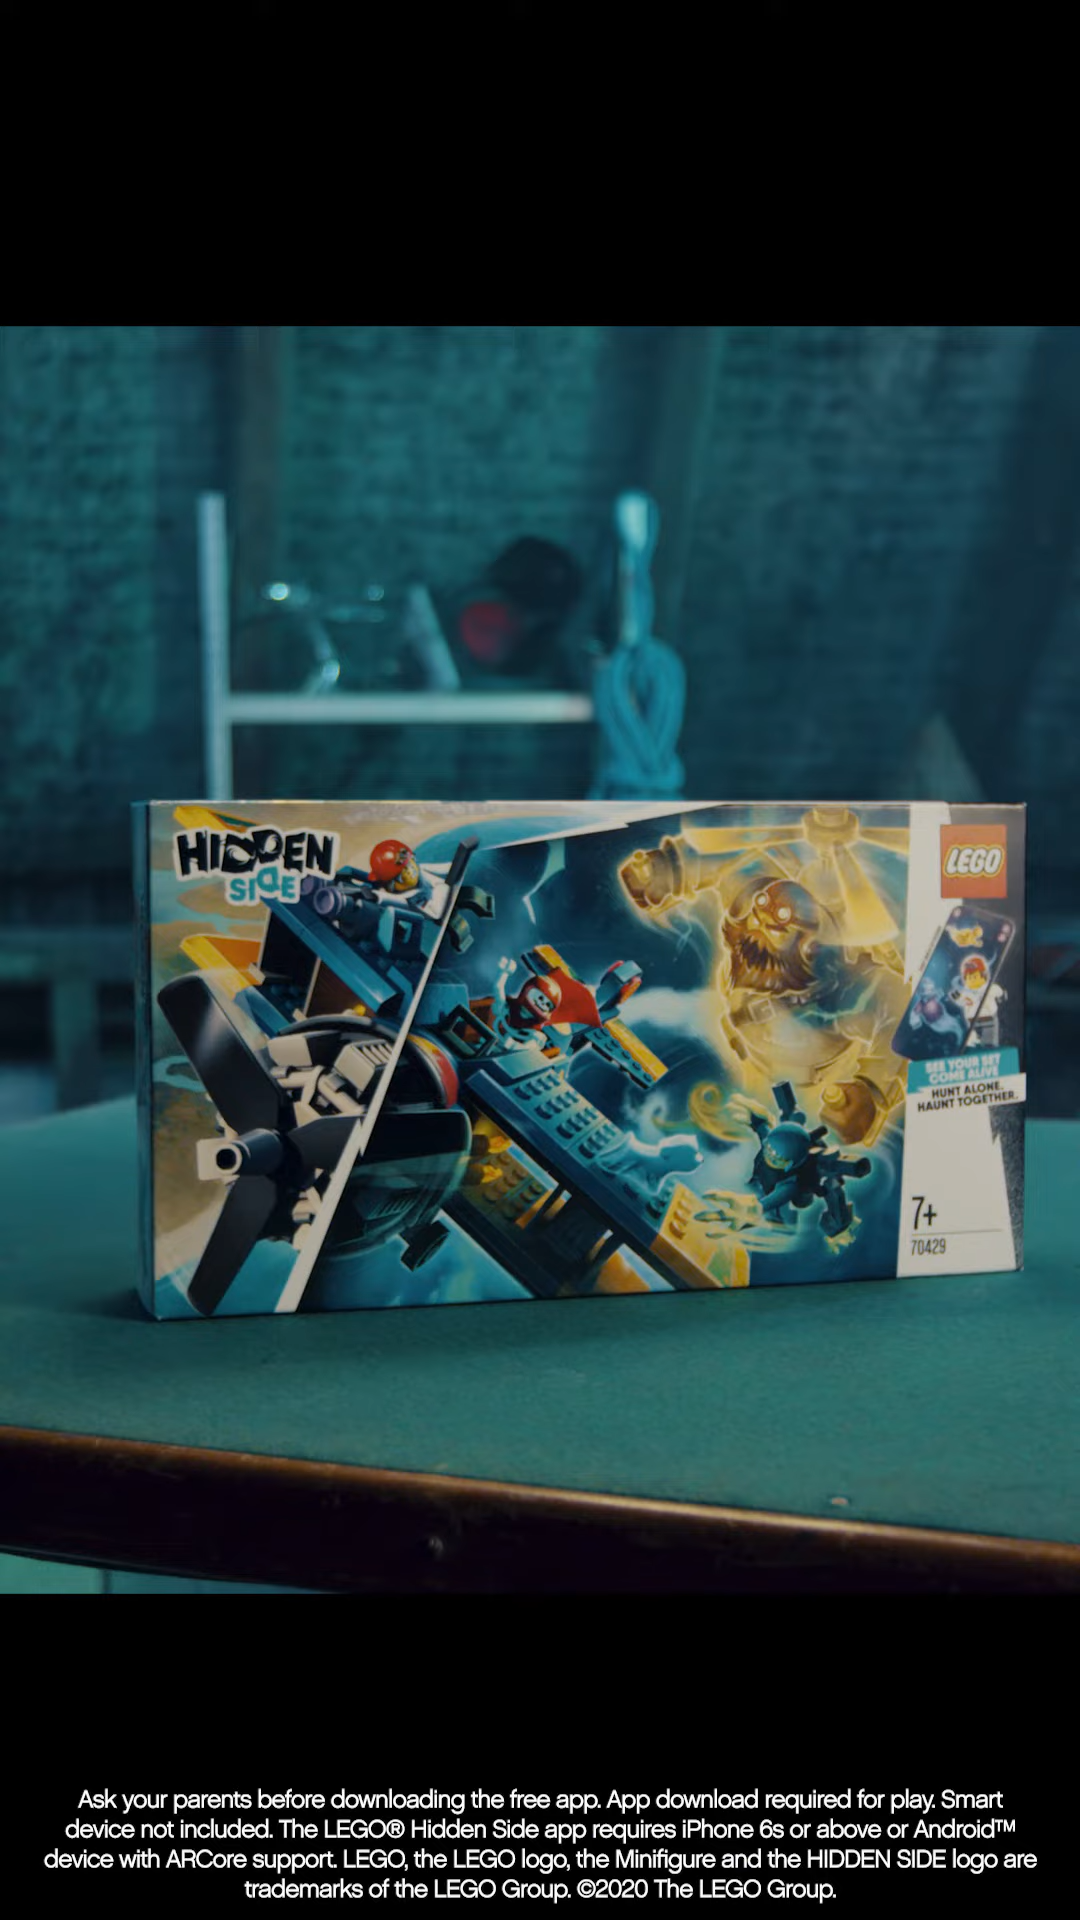 HIDDEN
SIDE
LEGO
SEE YOUR SET
COME ALIVE
HUNT ALONE.
HAUNT TOGETHER.
7+
70429
Ask your parents before downloading the free app. App download required for play. Smart
device not included. The LEGO® Hidden Side app requires iPhone 6s or above or Android™
device with ARCore support. LEGO, the LEGO logo, the Minifigure and the HIDDEN SIDE logo are
trademarks of the LEGO Group. ©2020 The LEGO Group.